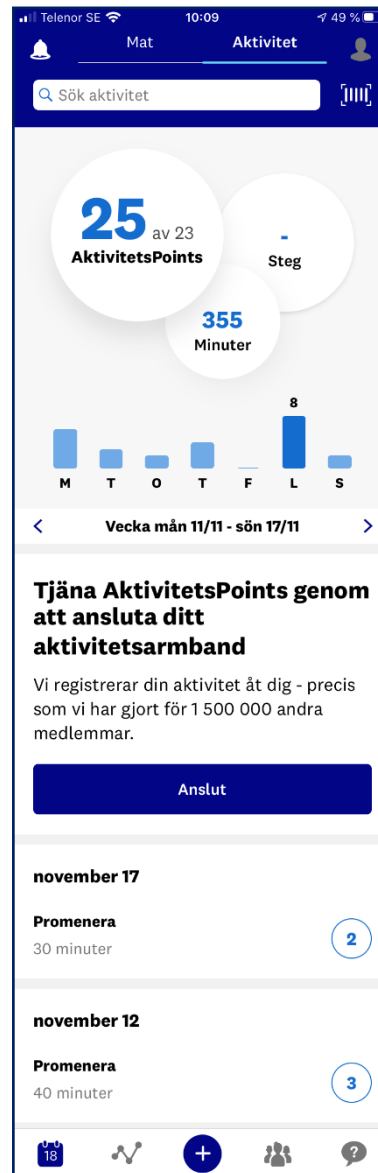 Telenor SE 10:09 49 %
Mat Aktivitet
Sök aktivitet
25 av 23
AktivitetsPoints
-
Steg
355
Minuter
8
M T O T F L S
< Vecka mån 11/11 - sön 17/11 >
Tjäna AktivitetsPoints genom
att ansluta ditt
aktivitetsarmband
Vi registrerar din aktivitet åt dig - precis
som vi har gjort för 1 500 000 andra
medlemmar.
Anslut
november 17
Promenera
30 minuter
2
november 12
Promenera
40 minuter
3
18 + ?